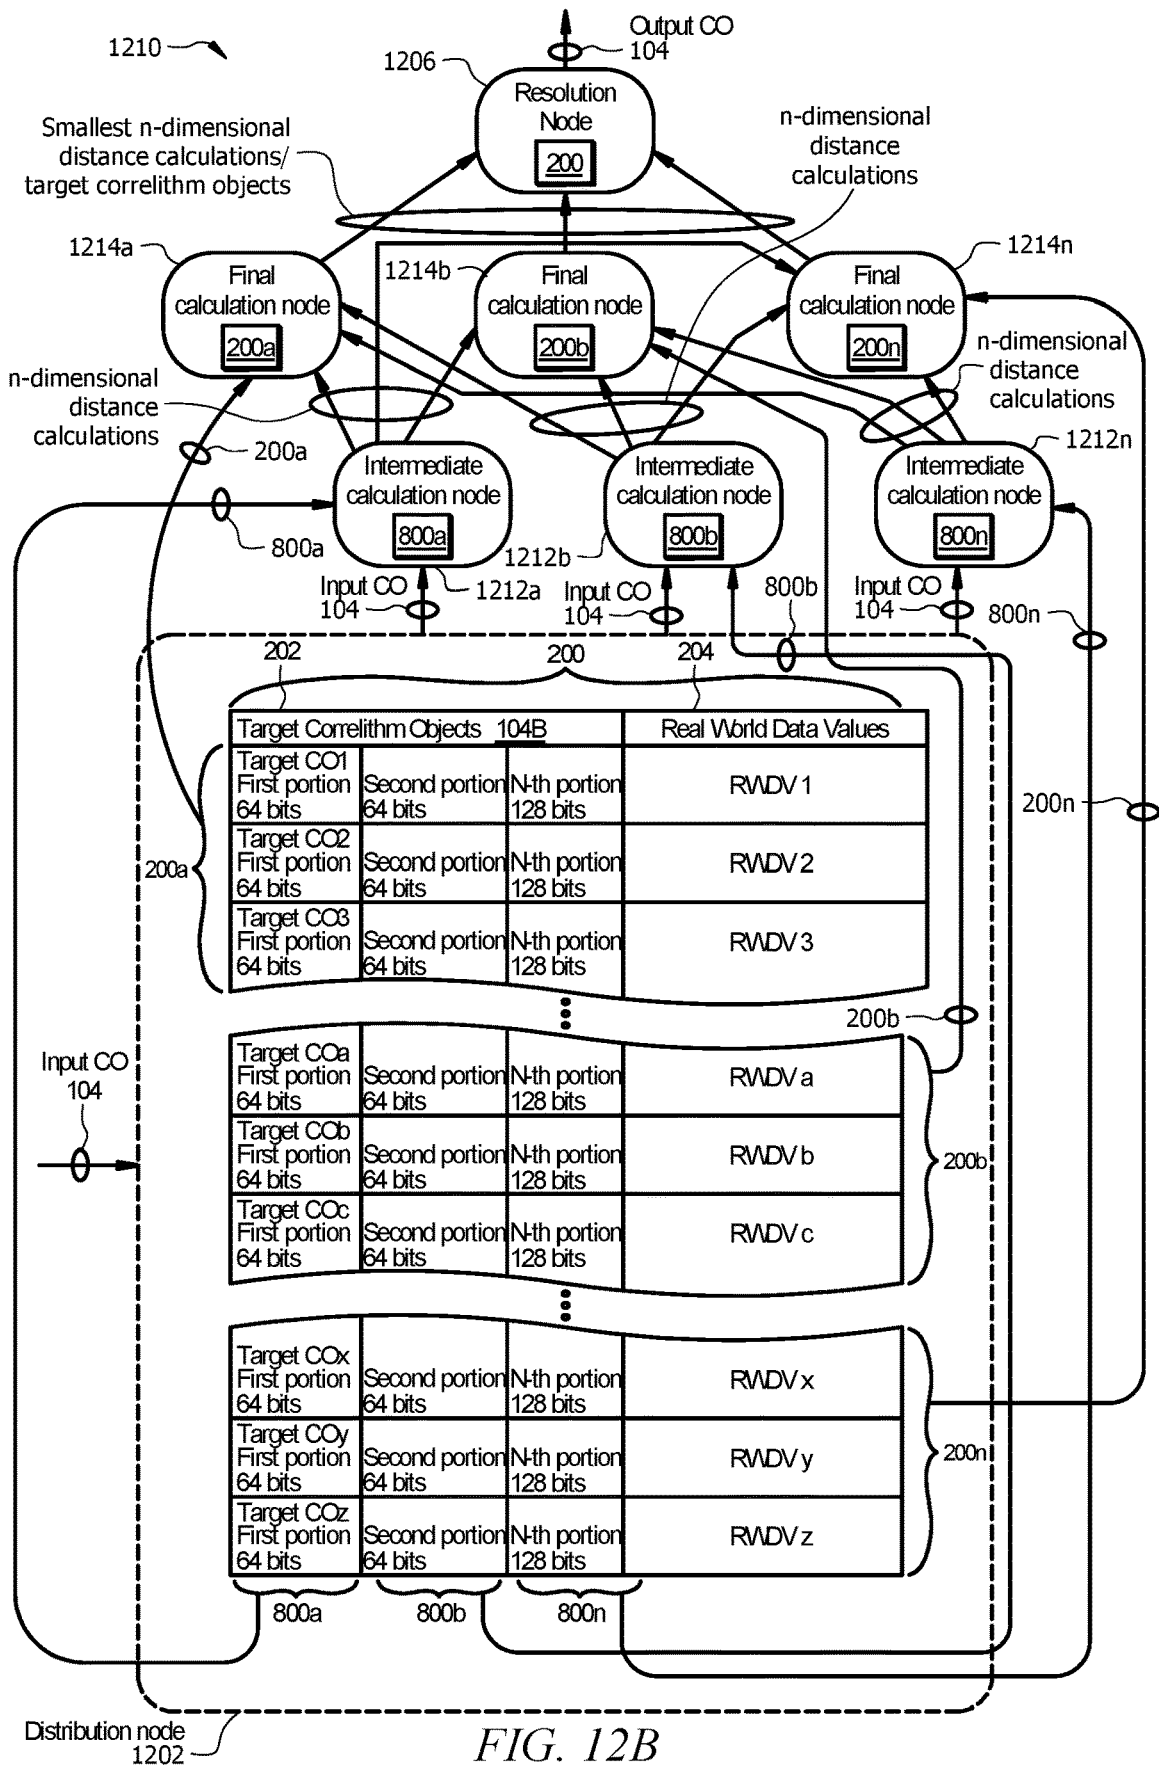 Output CO
104
1210
1206
Resolution
Node
200
Smallest n-dimensional
distance calculations/
target correlithm objects
n-dimensional
distance
calculations
1214a
1214b
1214n
Final
calculation node
200a
Final
calculation node
200b
Final
calculation node
200n
n-dimensional
distance
calculations
n-dimensional
distance
calculations
200a
1212n
Intermediate
calculation node
800a
Intermediate
calculation node
800b
Intermediate
calculation node
800n
800a
1212b
1212a
Input CO
104
Input CO
104
800b
Input CO
104
800n
202
200
204
Target Correlithm Objects 104B
Real World Data Values
Target CO1
First portion
64 bits
Second portion
64 bits
N-th portion
128 bits
RWDV 1
200n
Target CO2
First portion
64 bits
Second portion
64 bits
N-th portion
128 bits
RWDV 2
200a
Target CO3
First portion
64 bits
Second portion
64 bits
N-th portion
128 bits
RWDV 3
200b
Input CO
104
Target COa
First portion
64 bits
Second portion
64 bits
N-th portion
128 bits
RWDV a
Target COb
First portion
64 bits
Second portion
64 bits
N-th portion
128 bits
RWDV b
200b
Target COc
First portion
64 bits
Second portion
64 bits
N-th portion
128 bits
RWDV c
Target COx
First portion
64 bits
Second portion
64 bits
N-th portion
128 bits
RWDV x
Target COy
First portion
64 bits
Second portion
64 bits
N-th portion
128 bits
RWDV y
200n
Target COz
First portion
64 bits
Second portion
64 bits
N-th portion
128 bits
RWDV z
800a
800b
800n
Distribution node
1202
FIG. 12B